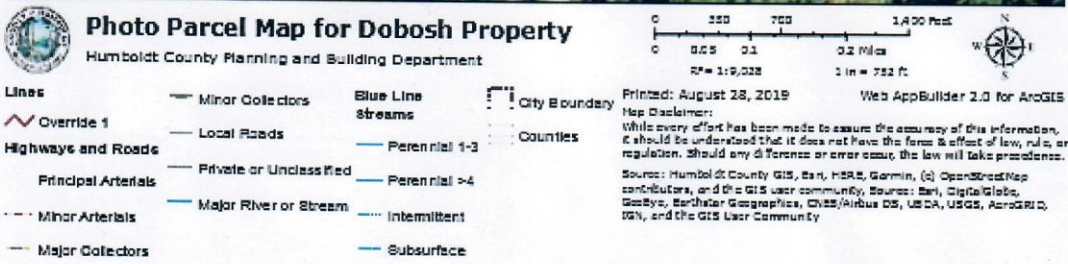 Photo Parcel Map for Dobosh Property
Humboldt County Planning and Building Department
0 350 700 1,400 Feet
0 0.05 0.1 0.2 Miles
RF= 1:9,028 1 in = 752 ft
N
W E
S
Printed: August 28, 2019 Web AppBuilder 2.0 for ArcGIS
Map Disclaimer:
While every effort has been made to assure the accuracy of this information,
it should be understood that it does not have the force & effect of law, rule, or
regulation. Should any difference or error occur, the law will take precedence.
Source: Humboldt County GIS, Esri, HERE, Garmin, (c) OpenStreetMap
contributors, and the GIS user community, Source: Esri, DigitalGlobe,
GeoEye, Earthstar Geographics, CNES/Airbus DS, USDA, USGS, AeroGRID,
IGN, and the GIS User Community
Lines
Override 1
Highways and Roads
Principal Arterials
Minor Arterials
Major Collectors
Minor Collectors
Local Roads
Private or Unclassified
Major River or Stream
Blue Line
Streams
Perennial 1-3
Perennial >4
Intermittent
Subsurface
City Boundary
Counties